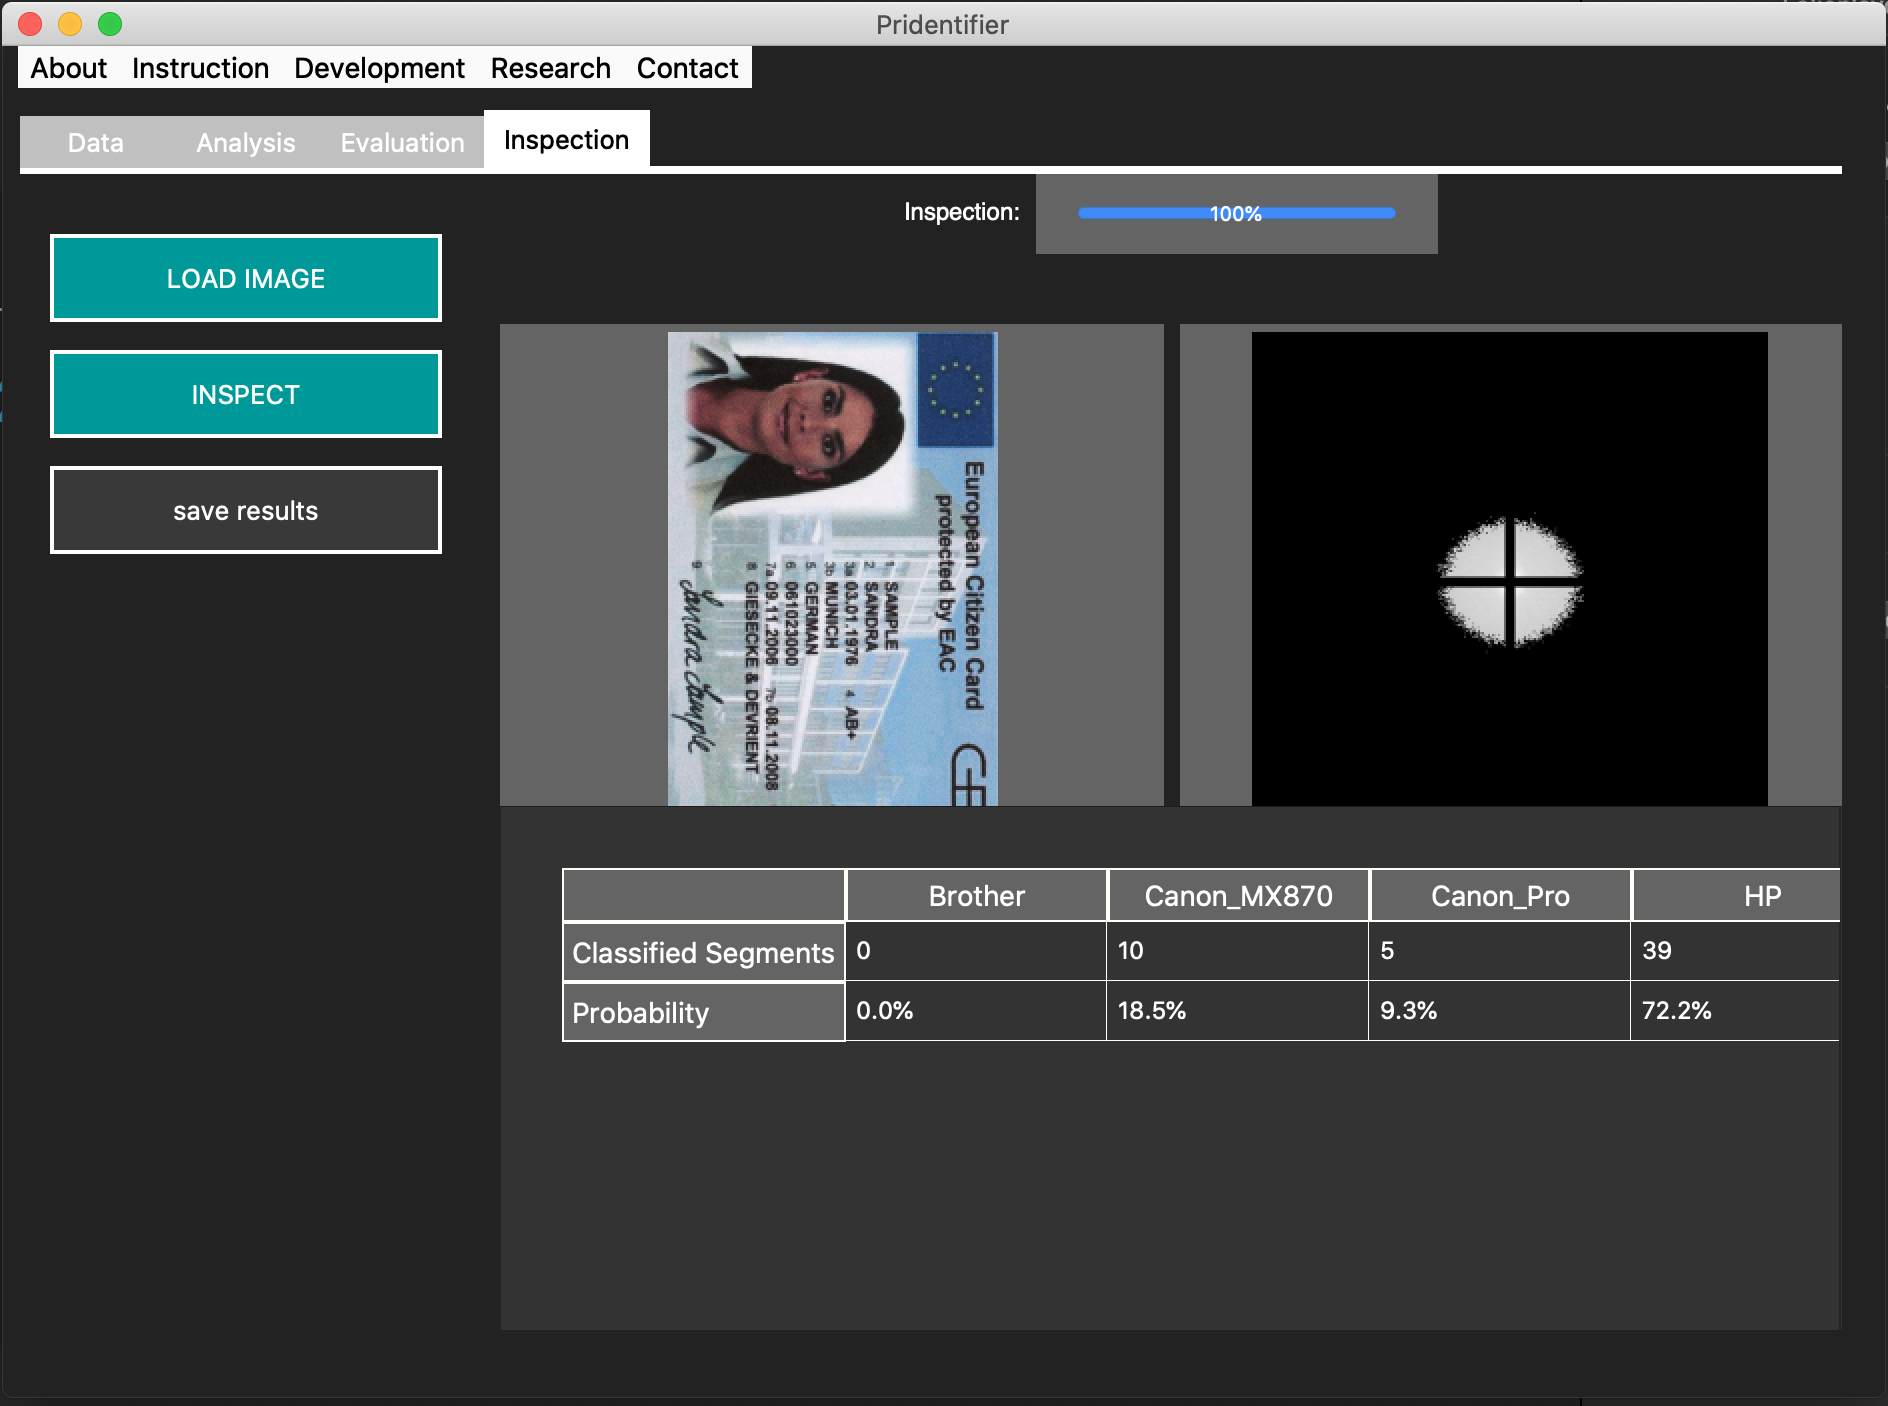 Pridentifier
About Instruction Development Research Contact
Data Analysis Evaluation Inspection
Inspection: 100%
LOAD IMAGE
INSPECT
save results
European Citizen Card
protected by EAC
1 SAMPLE
2 SANDRA
3a 03.01.1976 4. AB+
3b MUNICH
5 GERMAN
6. 061023000
7a 09.11.2006 7b 08.11.2008
8 GIESECKE & DEVRIENT
9 Sandra Sample
Brother Canon_MX870 Canon_Pro HP
Classified Segments 0 10 5 39
Probability 0.0% 18.5% 9.3% 72.2%